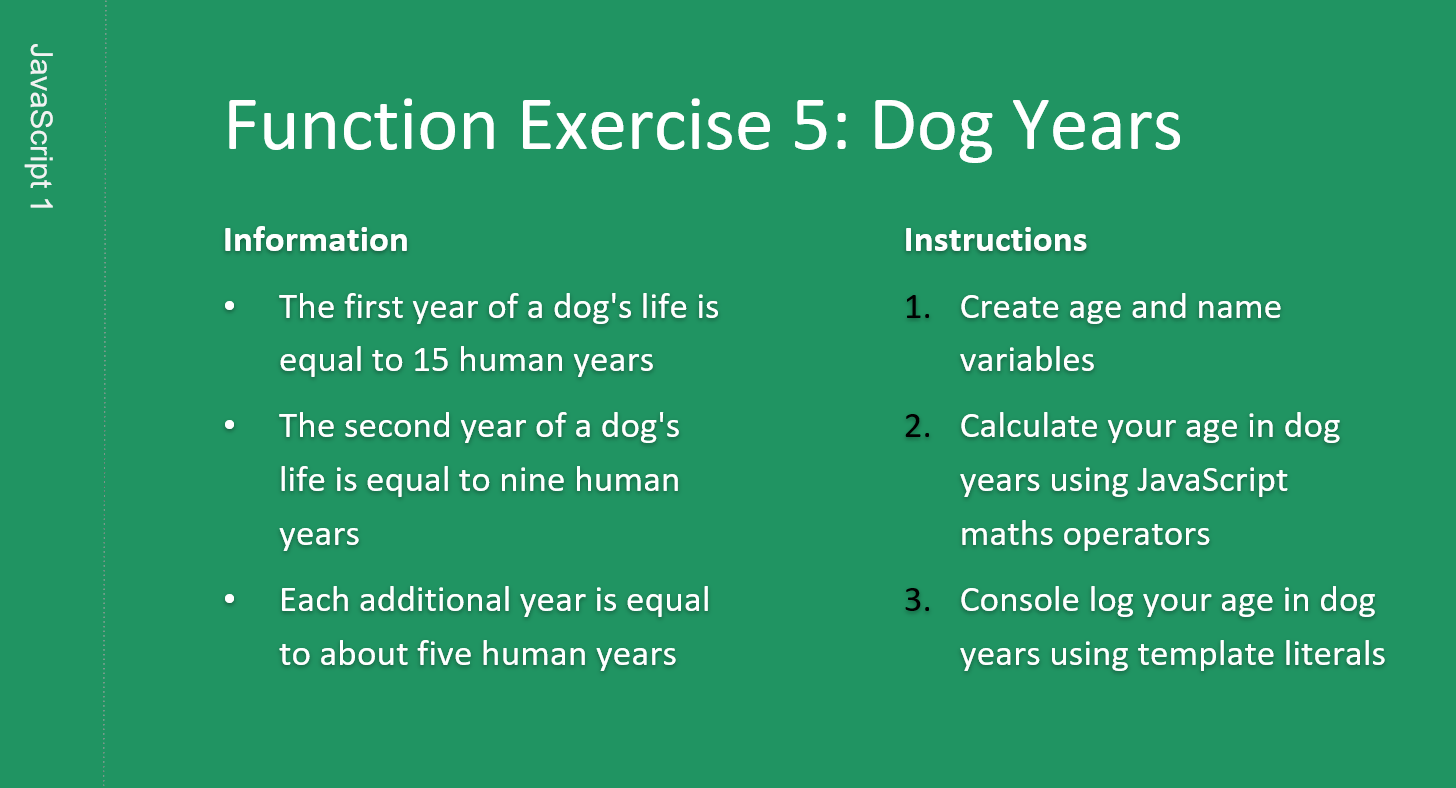 JavaScript 1
Function Exercise 5: Dog Years
Information
• The first year of a dog's life is
equal to 15 human years
• The second year of a dog's
life is equal to nine human
years
• Each additional year is equal
to about five human years
Instructions
1. Create age and name
variables
2. Calculate your age in dog
years using JavaScript
maths operators
3. Console log your age in dog
years using template literals